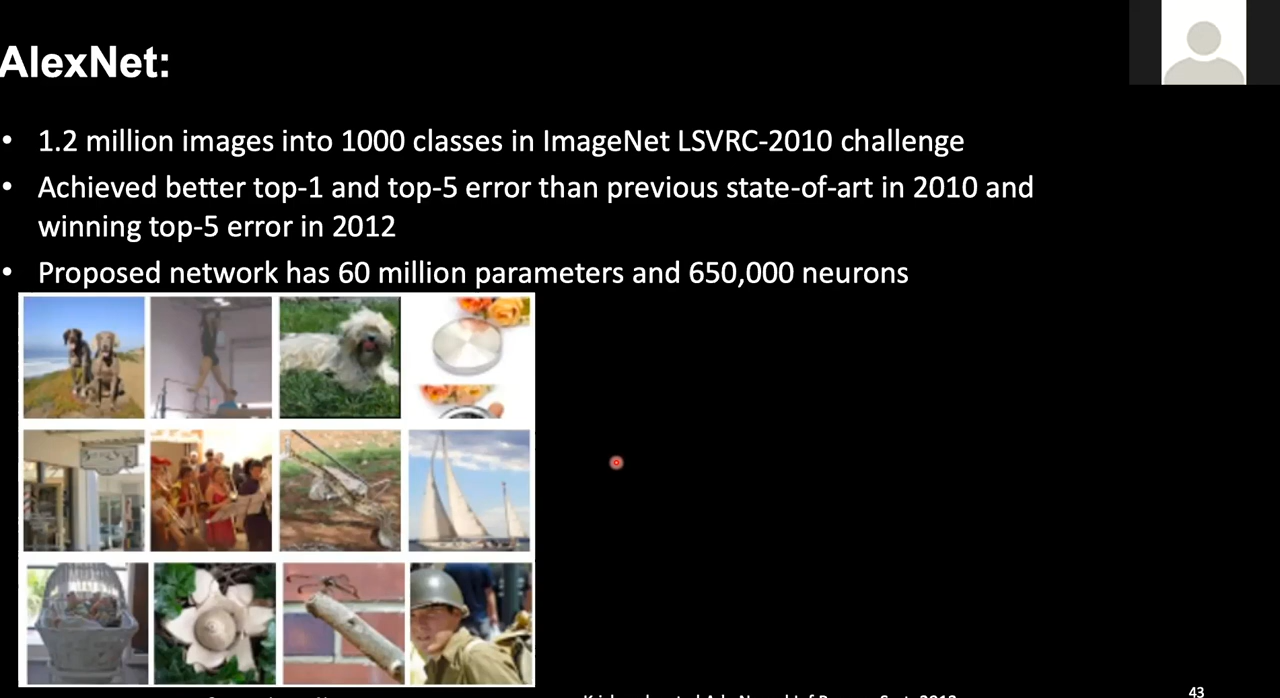 AlexNet:
• 1.2 million images into 1000 classes in ImageNet LSVRC-2010 challenge
• Achieved better top-1 and top-5 error than previous state-of-art in 2010 and
winning top-5 error in 2012
• Proposed network has 60 million parameters and 650,000 neurons
43